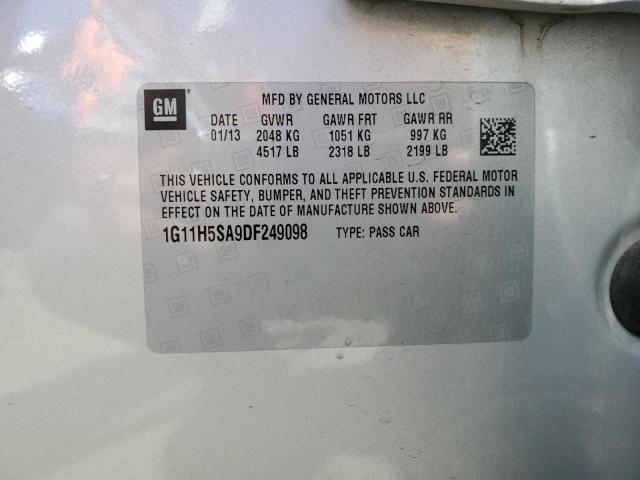 GM
MFD BY GENERAL MOTORS LLC
DATE GVWR GAWR FRT GAWR RR
01/13 2048 KG 1051 KG 997 KG
4517 LB 2318 LB 2199 LB
THIS VEHICLE CONFORMS TO ALL APPLICABLE U.S. FEDERAL MOTOR
VEHICLE SAFETY, BUMPER, AND THEFT PREVENTION STANDARDS IN
EFFECT ON THE DATE OF MANUFACTURE SHOWN ABOVE.
1G11H5SA9DF249098 TYPE: PASS CAR